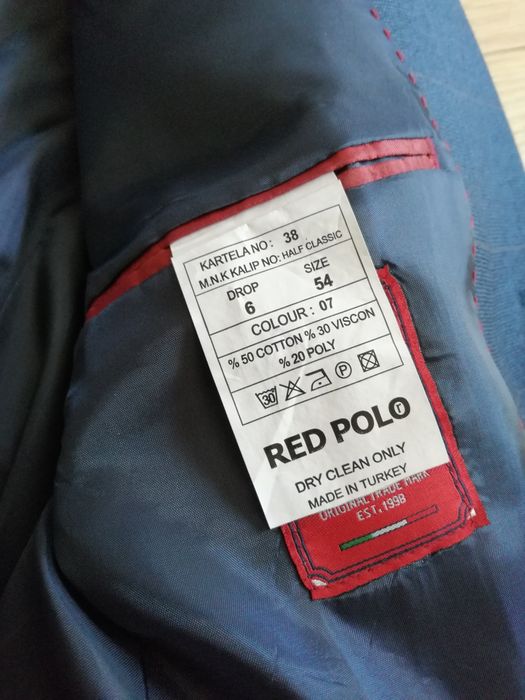 KARTELA NO: 38
M.N.K KALIP NO: HALF CLASSIC
DROP SIZE
6 54
COLOUR : 07
% 50 COTTON % 30 VISCON
% 20 POLY
30 P
RED POLO r
DRY CLEAN ONLY
MADE IN TURKEY
ORIGINAL TRADE MARK
EST.1998